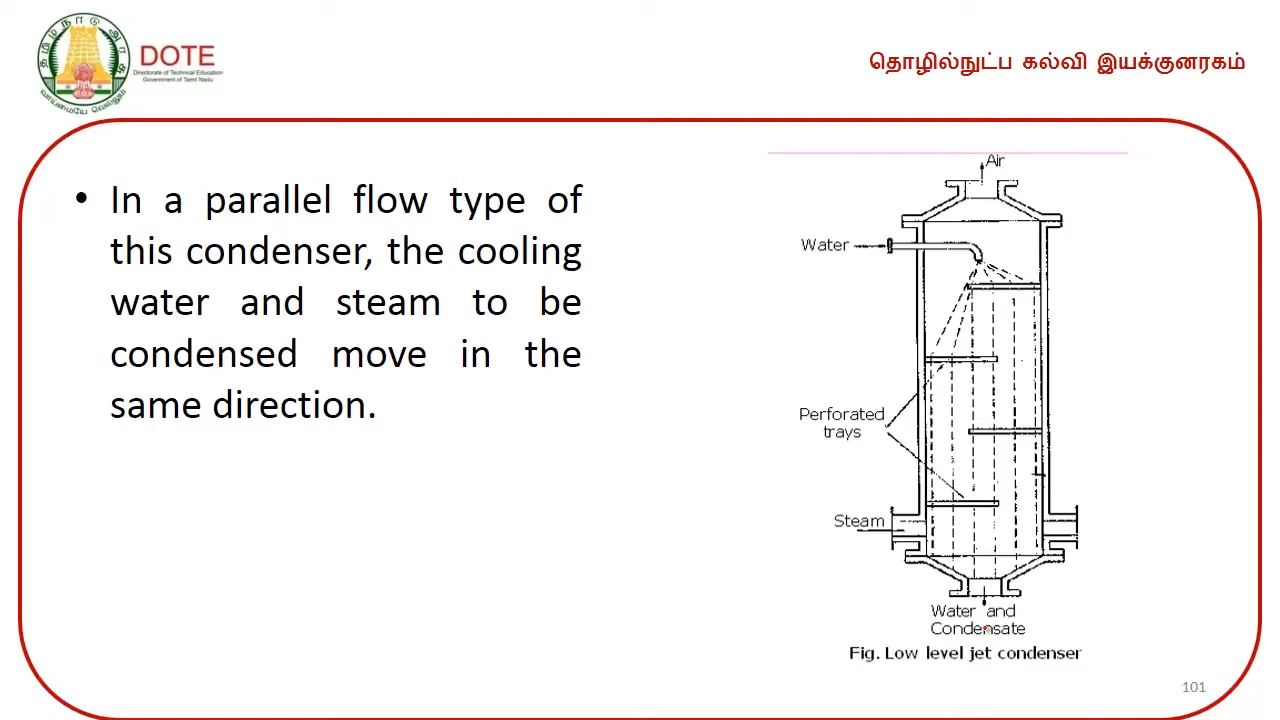 தமிழ்நாடு அரசு
வாய்மையே வெல்லும்
DOTE
Directorate of Technical Education
Government of Tamil Nadu
தொழில்நுட்ப கல்வி இயக்குனரகம்
• In a parallel flow type of
this condenser, the cooling
water and steam to be
condensed move in the
same direction.
Air
Water
Perforated
trays
Steam
Water and
Condensate
Fig. Low level jet condenser
101